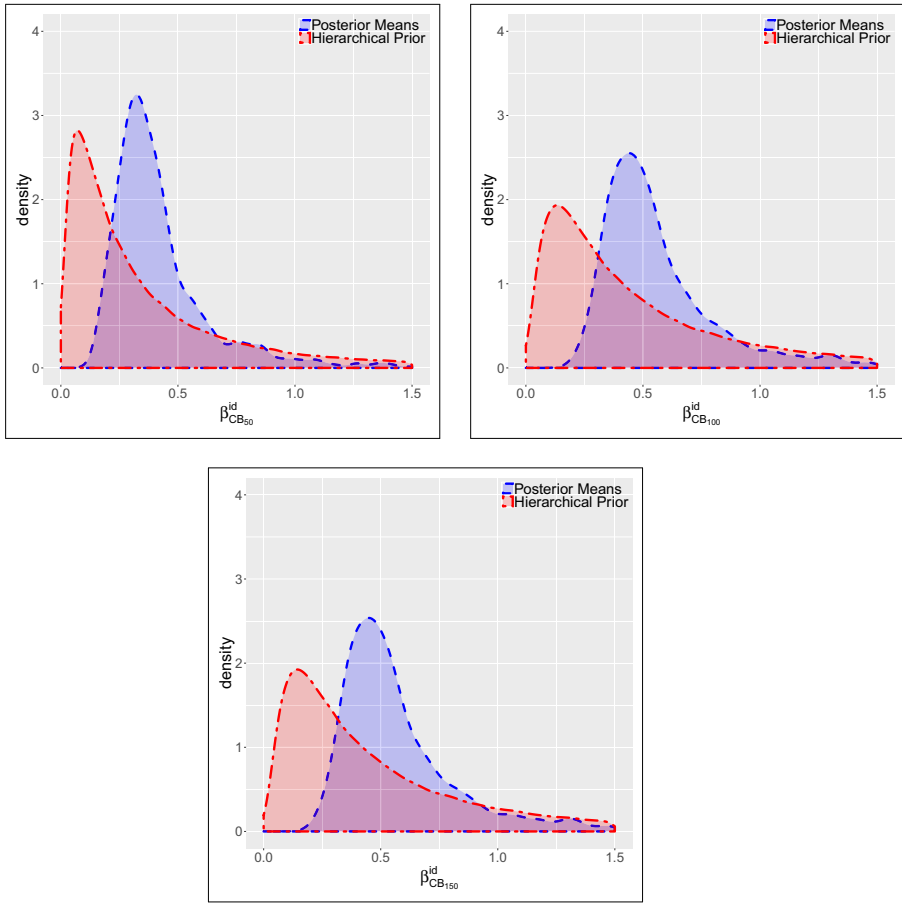 Posterior Means
Hierarchical Prior
4
3
2
1
0
density
0.0 0.5 1.0 1.5
β^id_CB50
Posterior Means
Hierarchical Prior
4
3
2
1
0
density
0.0 0.5 1.0 1.5
β^id_CB100
Posterior Means
Hierarchical Prior
4
3
2
1
0
density
0.0 0.5 1.0 1.5
β^id_CB150